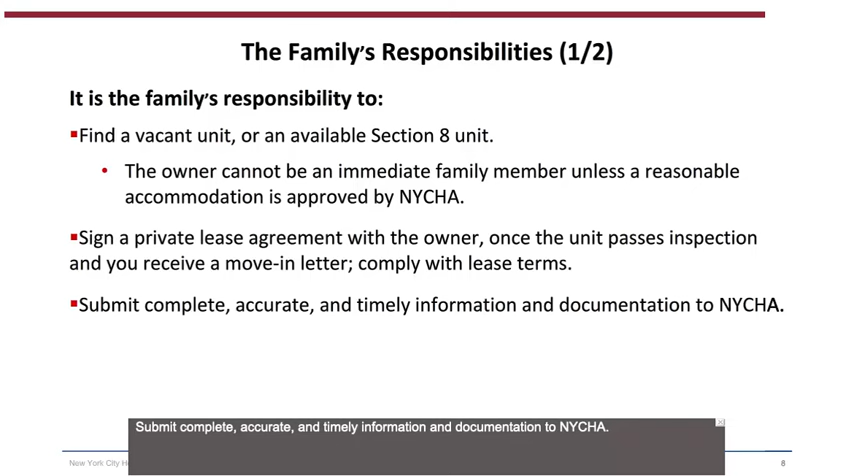 The Family's Responsibilities (1/2)
It is the family's responsibility to:
▪Find a vacant unit, or an available Section 8 unit.
• The owner cannot be an immediate family member unless a reasonable
accommodation is approved by NYCHA.
▪Sign a private lease agreement with the owner, once the unit passes inspection
and you receive a move-in letter; comply with lease terms.
▪Submit complete, accurate, and timely information and documentation to NYCHA.
Submit complete, accurate, and timely information and documentation to NYCHA.
New York City
8